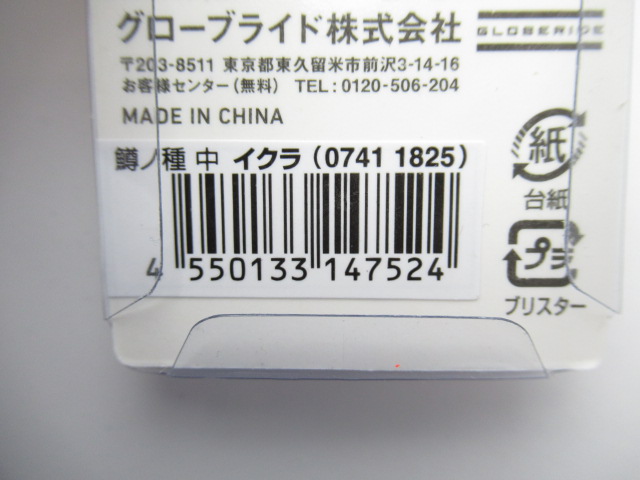 グローブライド株式会社 GLOBERIDE
〒203-8511 東京都東久留米市前沢3-14-16
お客様センター(無料) TEL:0120-506-204
MADE IN CHINA
鱒ノ種 中 イクラ (0741 1825)
4 550133 147524
紙
台紙
プラ
ブリスター